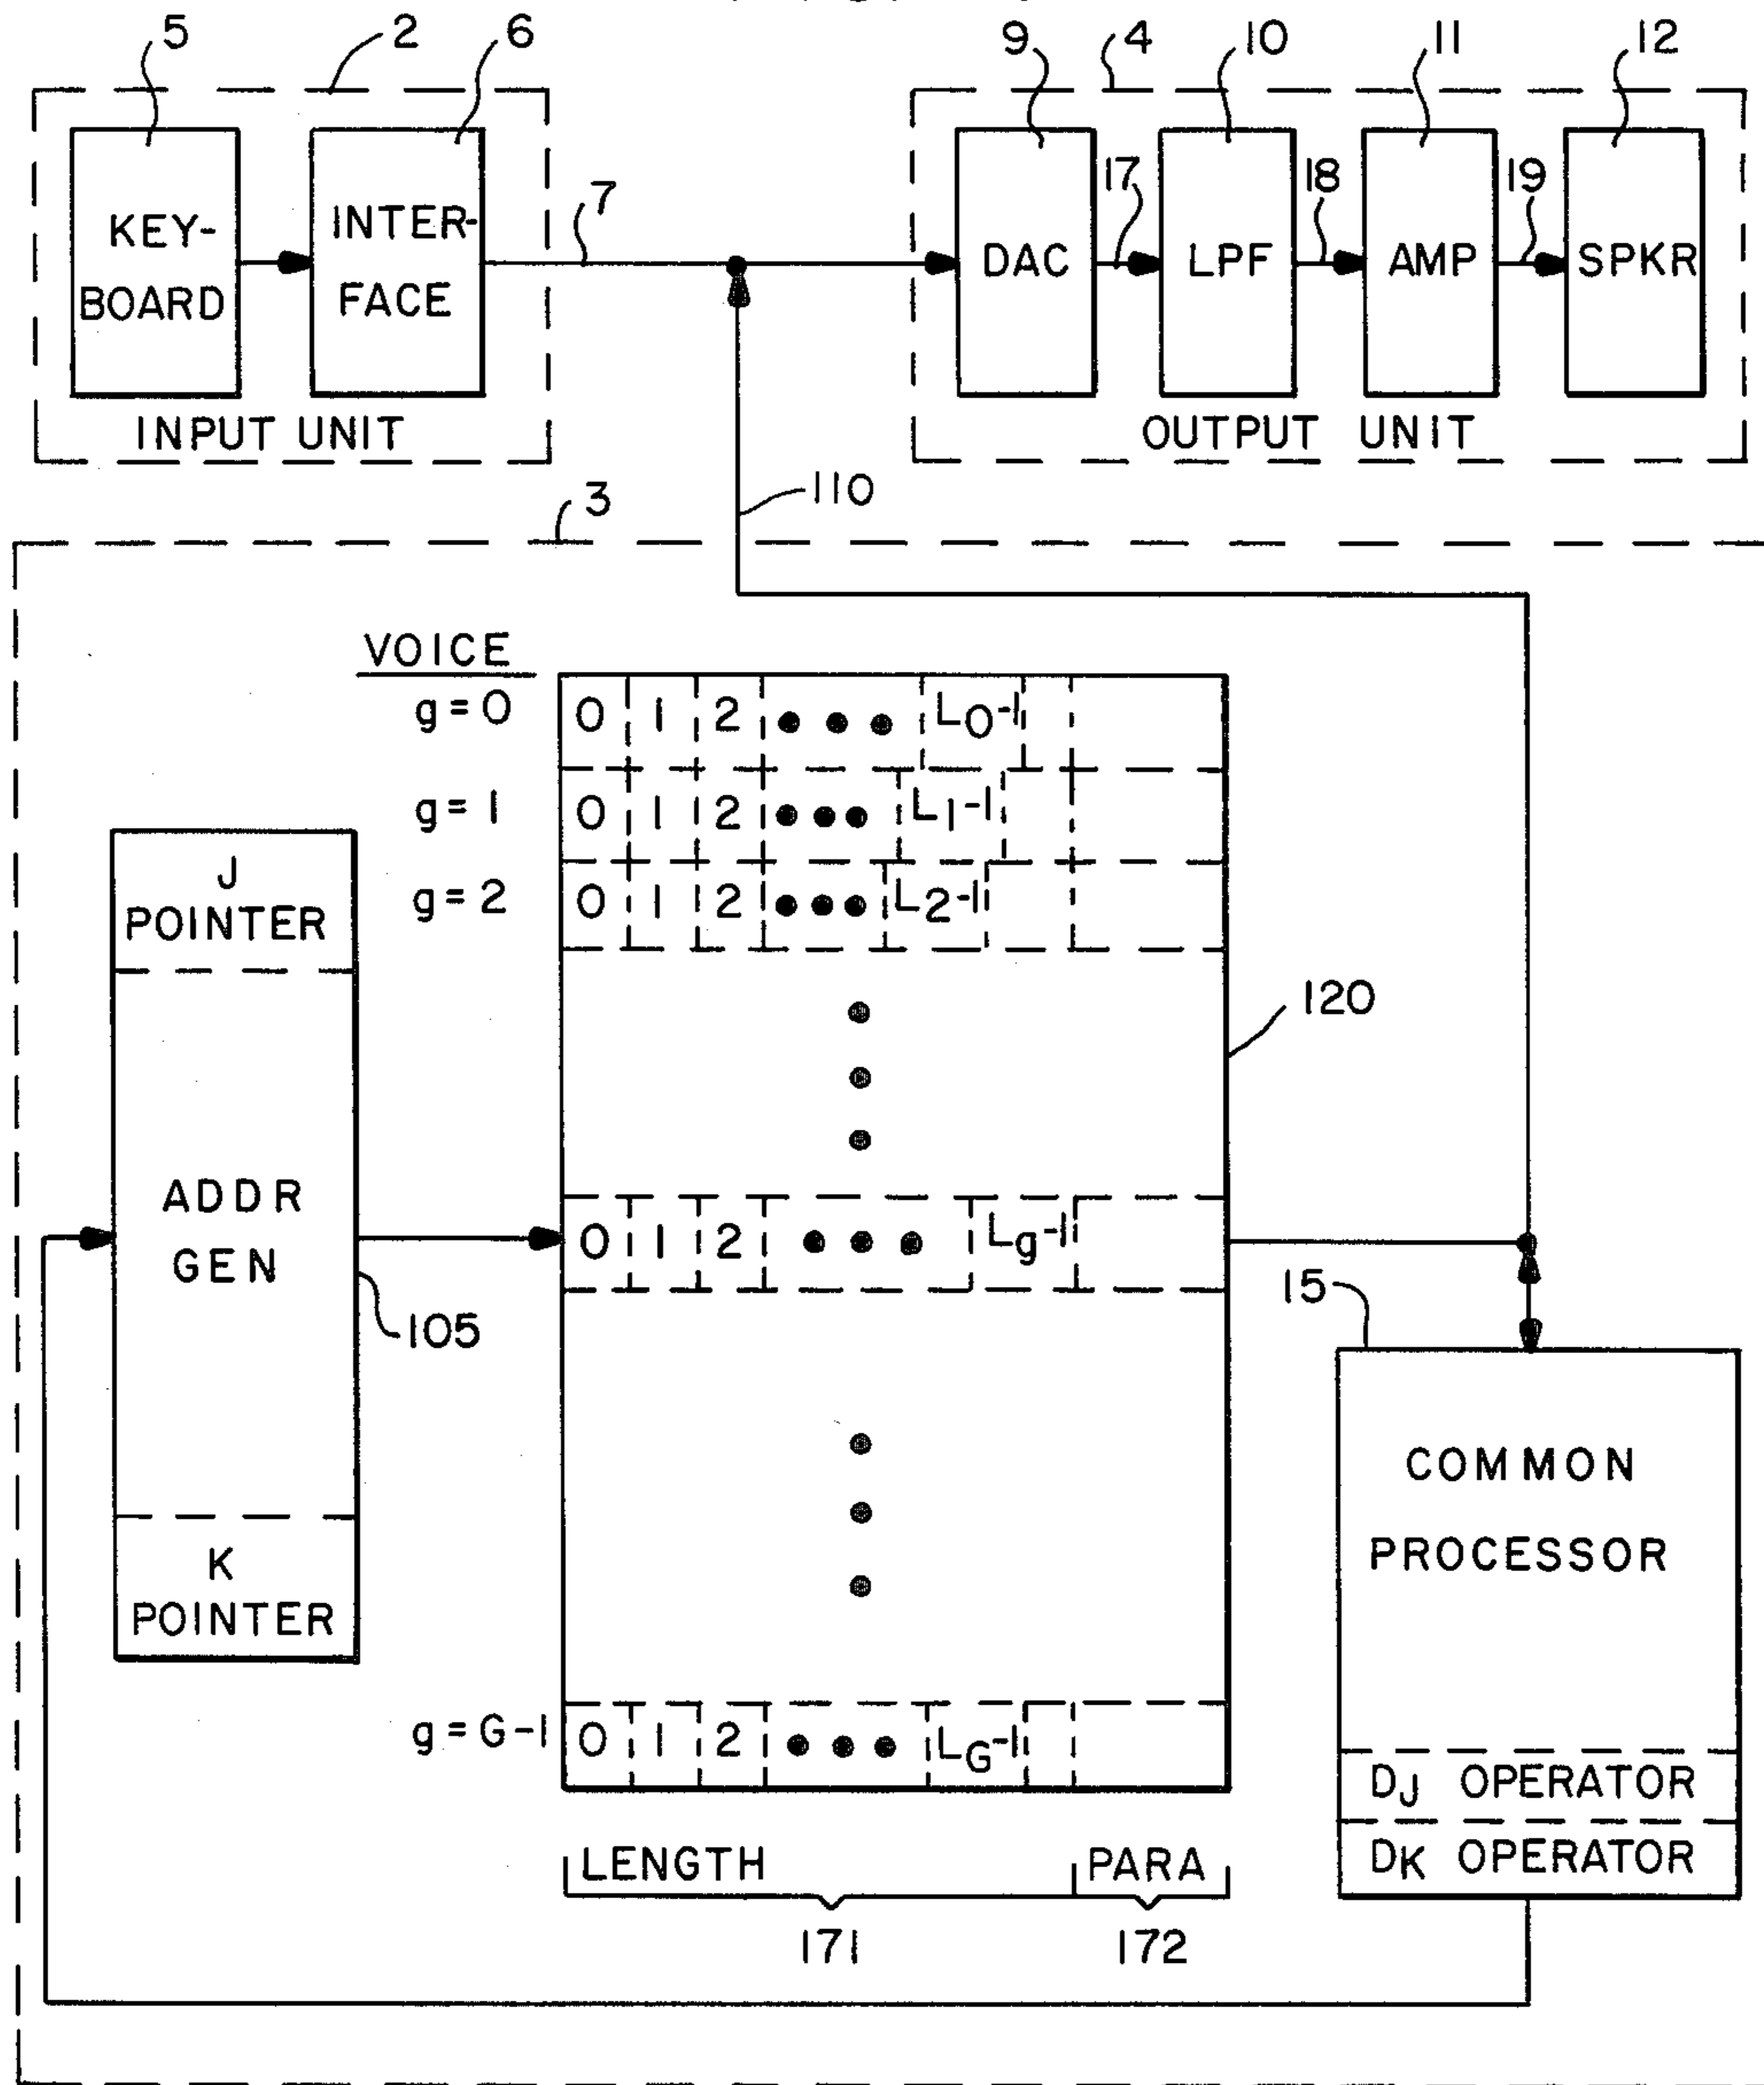 5 2 6 9 4 10 11 12
KEY-
BOARD
INTER-
FACE
7
DAC
17
LPF
18
AMP
19
SPKR
INPUT UNIT
OUTPUT UNIT
110
3
VOICE
g=0 0 1 2 ••• L0-1
g=1 0 1 2 ••• L1-1
g=2 0 1 2 ••• L2-1
J
POINTER
120
ADDR
GEN
105
0 1 2 ••• Lg-1
15
COMMON
PROCESSOR
K
POINTER
g=G-1 0 1 2 ••• LG-1
DJ OPERATOR
DK OPERATOR
LENGTH PARA
171 172